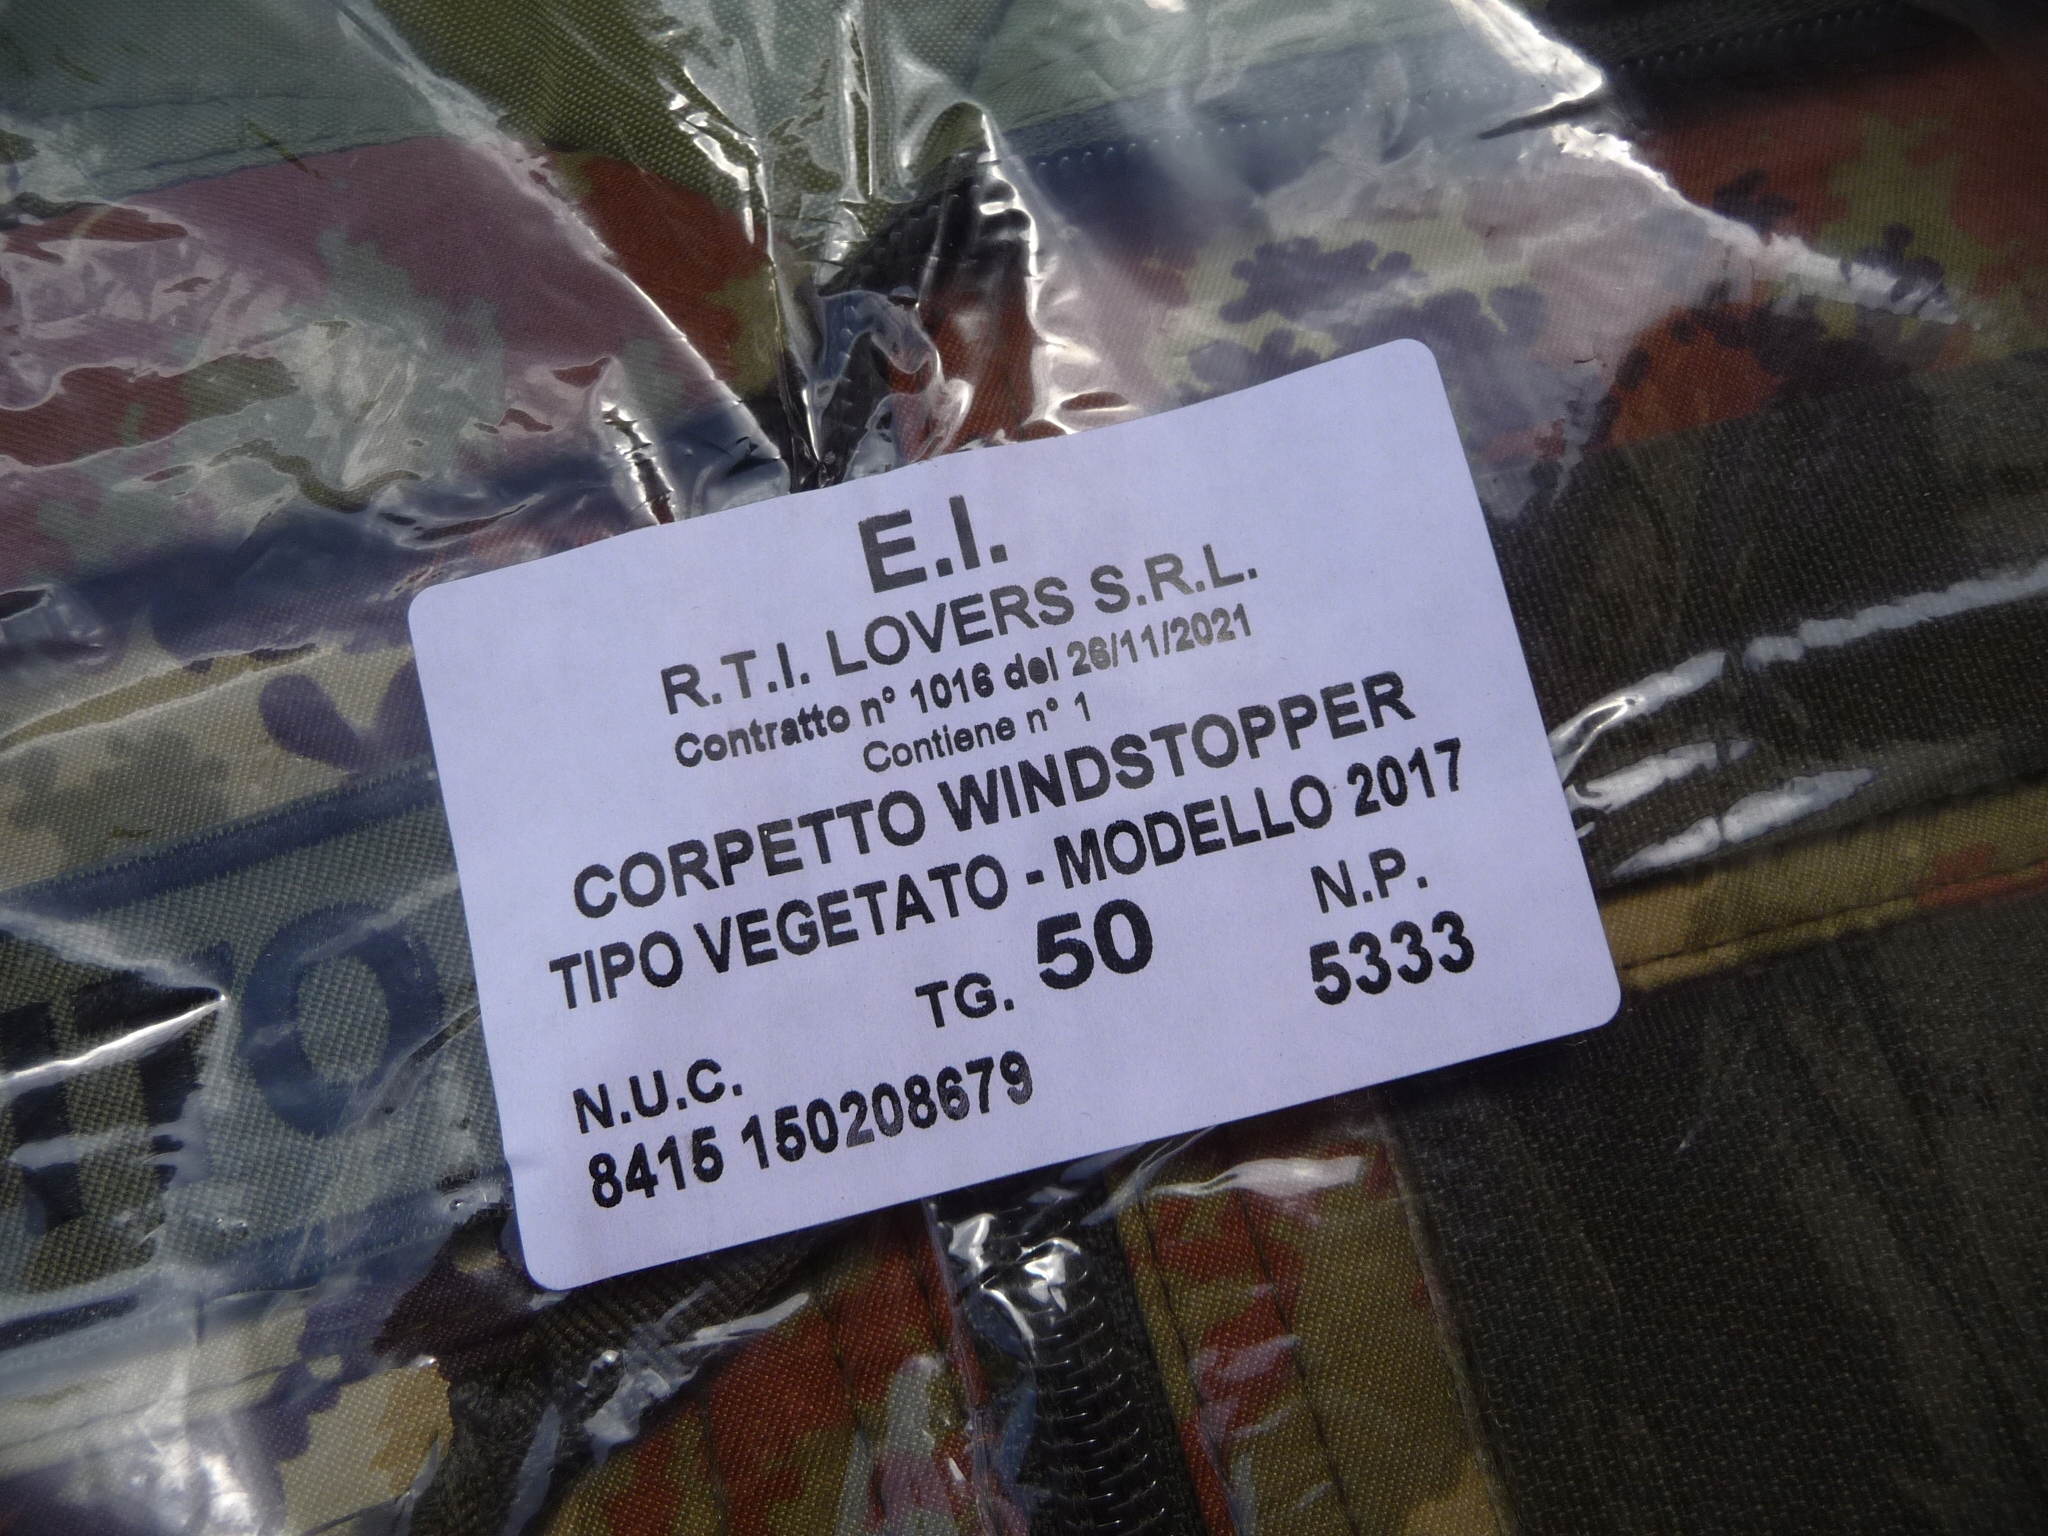 E.I.
R.T.I. LOVERS S.R.L.
Contratto n° 1016 del 26/11/2021
Contiene n° 1
CORPETTO WINDSTOPPER
TIPO VEGETATO - MODELLO 2017
TG. 50
N.P.
5333
N.U.C.
8415 150208679